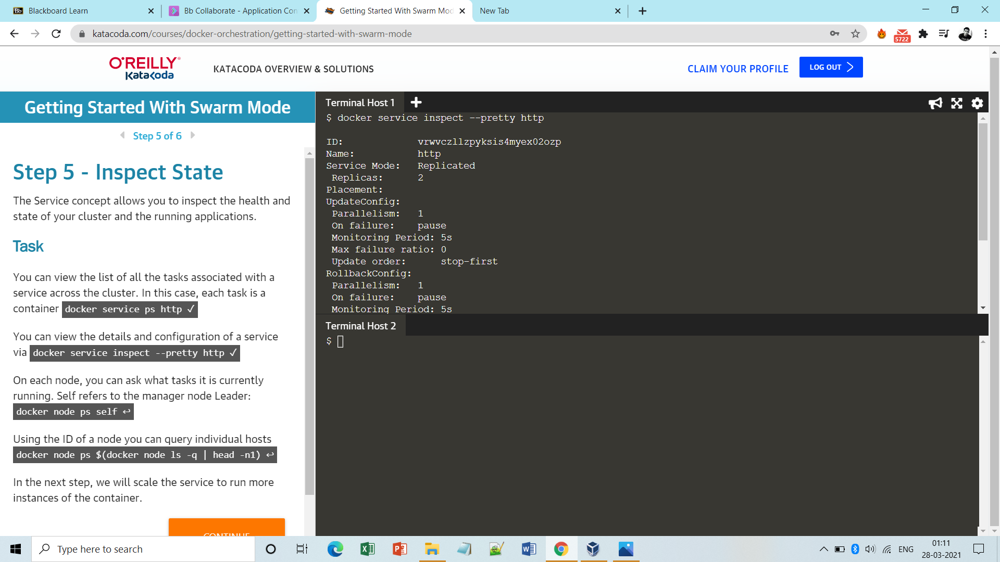 Blackboard Learn
Bb Collaborate - Application Con
Getting Started With Swarm Mod
New Tab
katacoda.com/courses/docker-orchestration/getting-started-with-swarm-mode
5722
O'REILLY
Katacoda
KATACODA OVERVIEW & SOLUTIONS
CLAIM YOUR PROFILE
LOG OUT
Getting Started With Swarm Mode
Step 5 of 6
Step 5 - Inspect State
The Service concept allows you to inspect the health and
state of your cluster and the running applications.
Task
You can view the list of all the tasks associated with a
service across the cluster. In this case, each task is a
container docker service ps http ✓
You can view the details and configuration of a service
via docker service inspect --pretty http ✓
On each node, you can ask what tasks it is currently
running. Self refers to the manager node Leader:
docker node ps self ↩
Using the ID of a node you can query individual hosts
docker node ps $(docker node ls -q | head -n1) ↩
In the next step, we will scale the service to run more
instances of the container.
CONTINUE
Terminal Host 1
$ docker service inspect --pretty http
ID: vrwvczllzpyksis4myex02ozp
Name: http
Service Mode: Replicated
Replicas: 2
Placement:
UpdateConfig:
Parallelism: 1
On failure: pause
Monitoring Period: 5s
Max failure ratio: 0
Update order: stop-first
RollbackConfig:
Parallelism: 1
On failure: pause
Monitoring Period: 5s
Terminal Host 2
$
Type here to search
ENG
01:11
28-03-2021